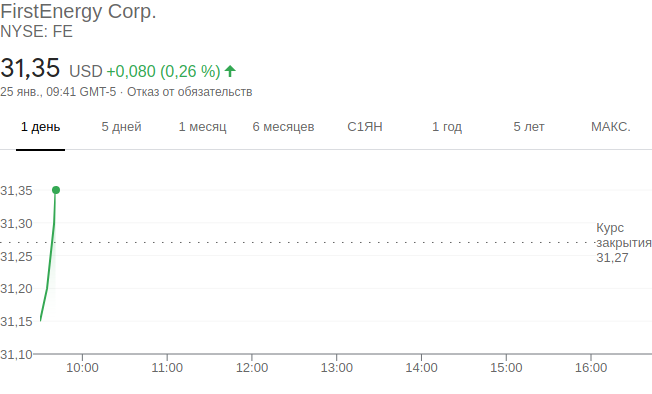 FirstEnergy Corp.
NYSE: FE
31,35 USD +0,080 (0,26 %)
25 янв., 09:41 GMT-5 · Отказ от обязательств
1 день 5 дней 1 месяц 6 месяцев С1ЯН 1 год 5 лет МАКС.
31,35
31,30
31,25
31,20
31,15
31,10
Курс
закрытия
31,27
10:00 11:00 12:00 13:00 14:00 15:00 16:00